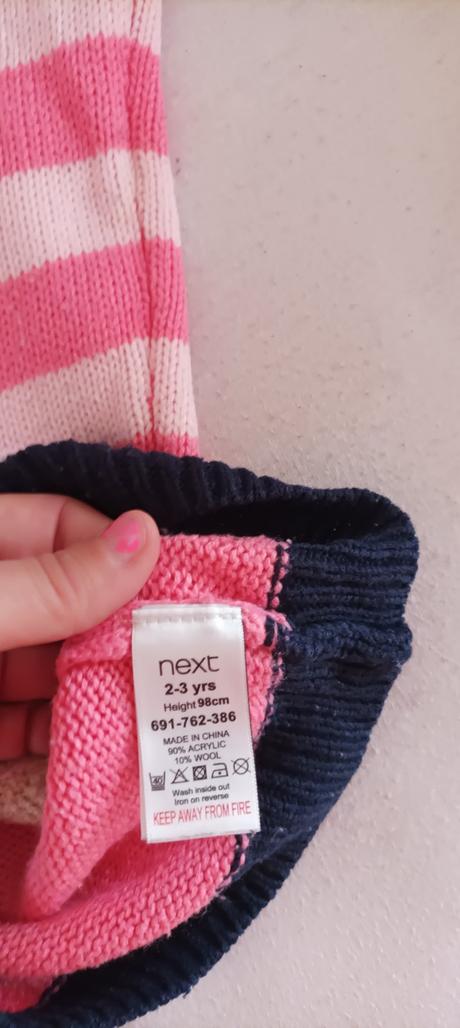 next
2-3 yrs
Height 98cm
691-762-386
MADE IN CHINA
90% ACRYLIC
10% WOOL
40
Wash inside out
Iron on reverse
KEEP AWAY FROM FIRE